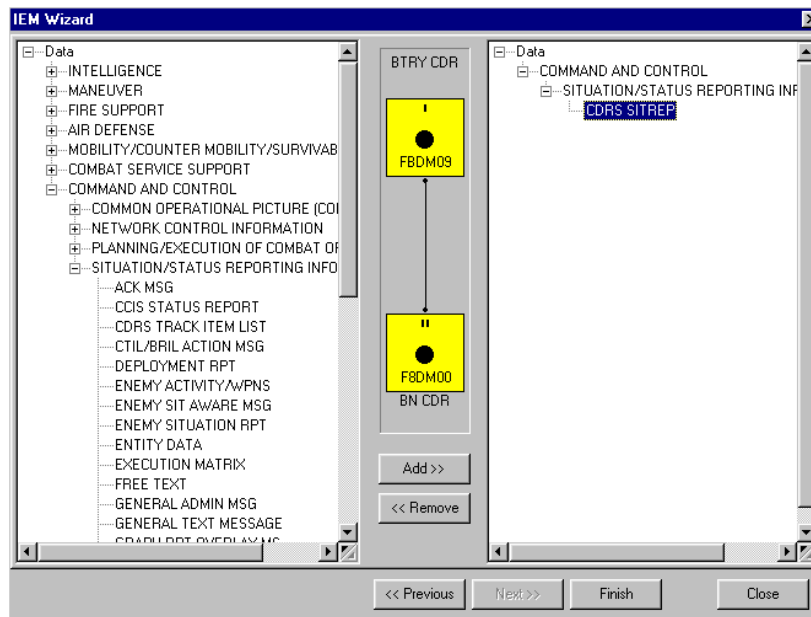 IEM Wizard
Data
INTELLIGENCE
MANEUVER
FIRE SUPPORT
AIR DEFENSE
MOBILITY/COUNTER MOBILITY/SURVIVAB
COMBAT SERVICE SUPPORT
COMMAND AND CONTROL
COMMON OPERATIONAL PICTURE (CO
NETWORK CONTROL INFORMATION
PLANNING/EXECUTION OF COMBAT O
SITUATION/STATUS REPORTING INFO
ACK MSG
CCIS STATUS REPORT
CDRS TRACK ITEM LIST
CTIL/BRIL ACTION MSG
DEPLOYMENT RPT
ENEMY ACTIVITY/WPNS
ENEMY SIT AWARE MSG
ENEMY SITUATION RPT
ENTITY DATA
EXECUTION MATRIX
FREE TEXT
GENERAL ADMIN MSG
GENERAL TEXT MESSAGE
BTRY CDR
I
FBDM09
II
F8DM00
BN CDR
Add >>
<< Remove
Data
COMMAND AND CONTROL
SITUATION/STATUS REPORTING INF
CDRS SITREP
<< Previous
Next >>
Finish
Close